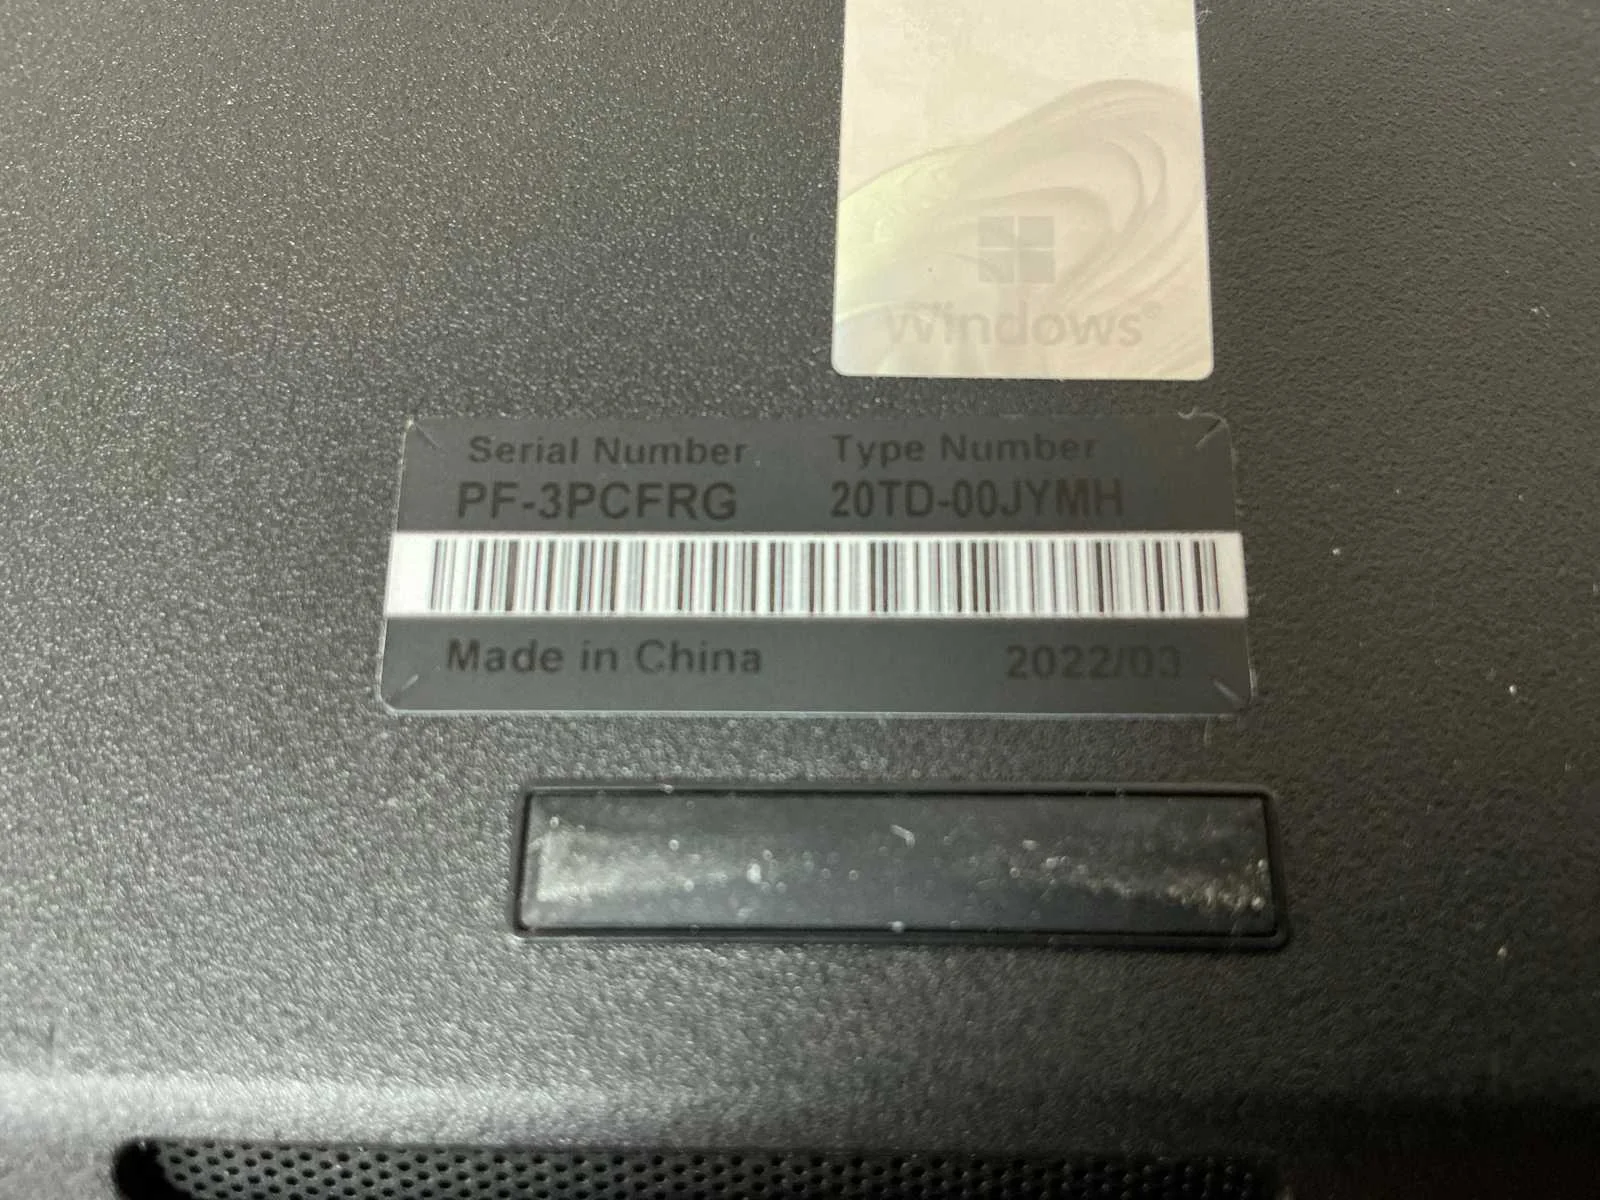 Windows®
Serial Number Type Number
PF-3PCFRG 20TD-00JYMH
Made in China 2022/03